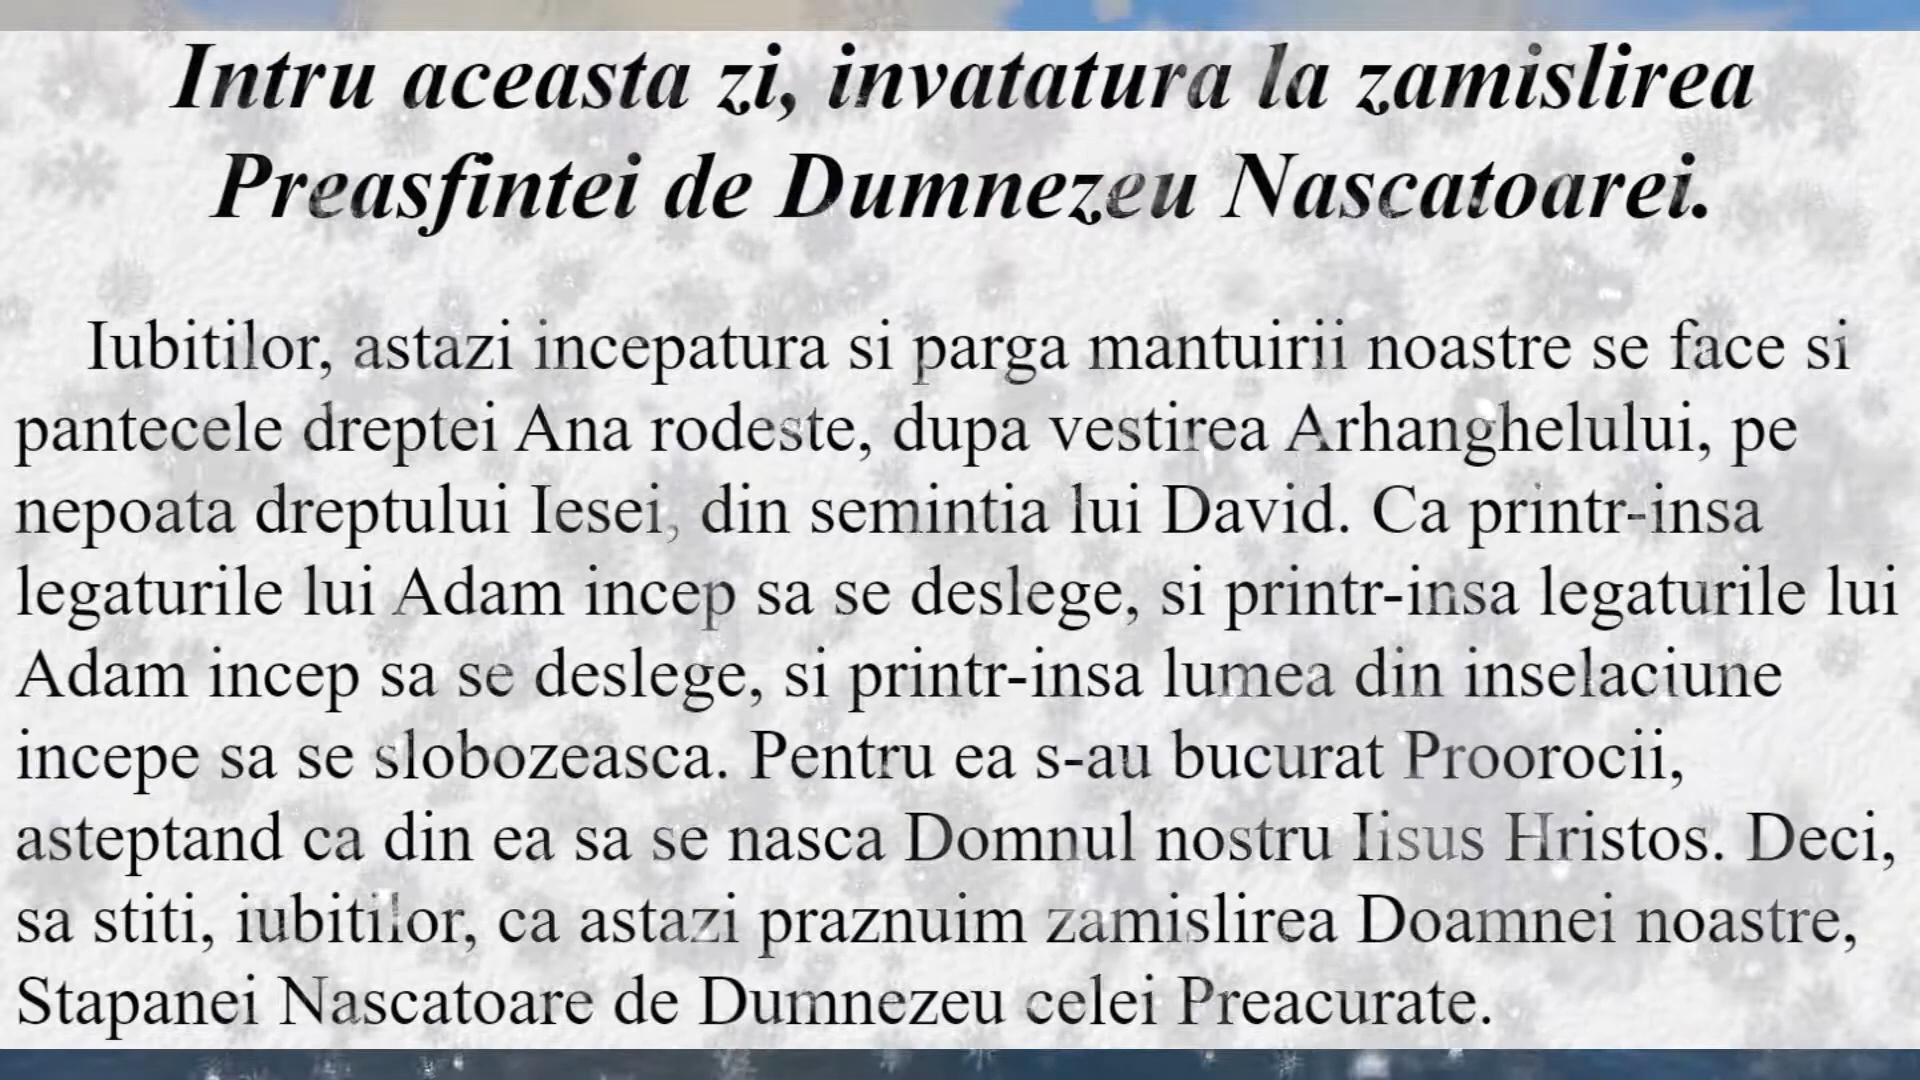 Intru aceasta zi, invatatura la zamislirea
Preasfintei de Dumnezeu Nascatoarei.
Iubitilor, astazi incepatura si parga mantuirii noastre se face si
pantecele dreptei Ana rodeste, dupa vestirea Arhanghelului, pe
nepoata dreptului Iesei, din semintia lui David. Ca printr-insa
legaturile lui Adam incep sa se deslege, si printr-insa legaturile lui
Adam incep sa se deslege, si printr-insa lumea din inselaciune
incepe sa se slobozeasca. Pentru ea s-au bucurat Proorocii,
asteptand ca din ea sa se nasca Domnul nostru Iisus Hristos. Deci,
sa stiti, iubitilor, ca astazi praznuim zamislirea Doamnei noastre,
Stapanei Nascatoare de Dumnezeu celei Preacurate.